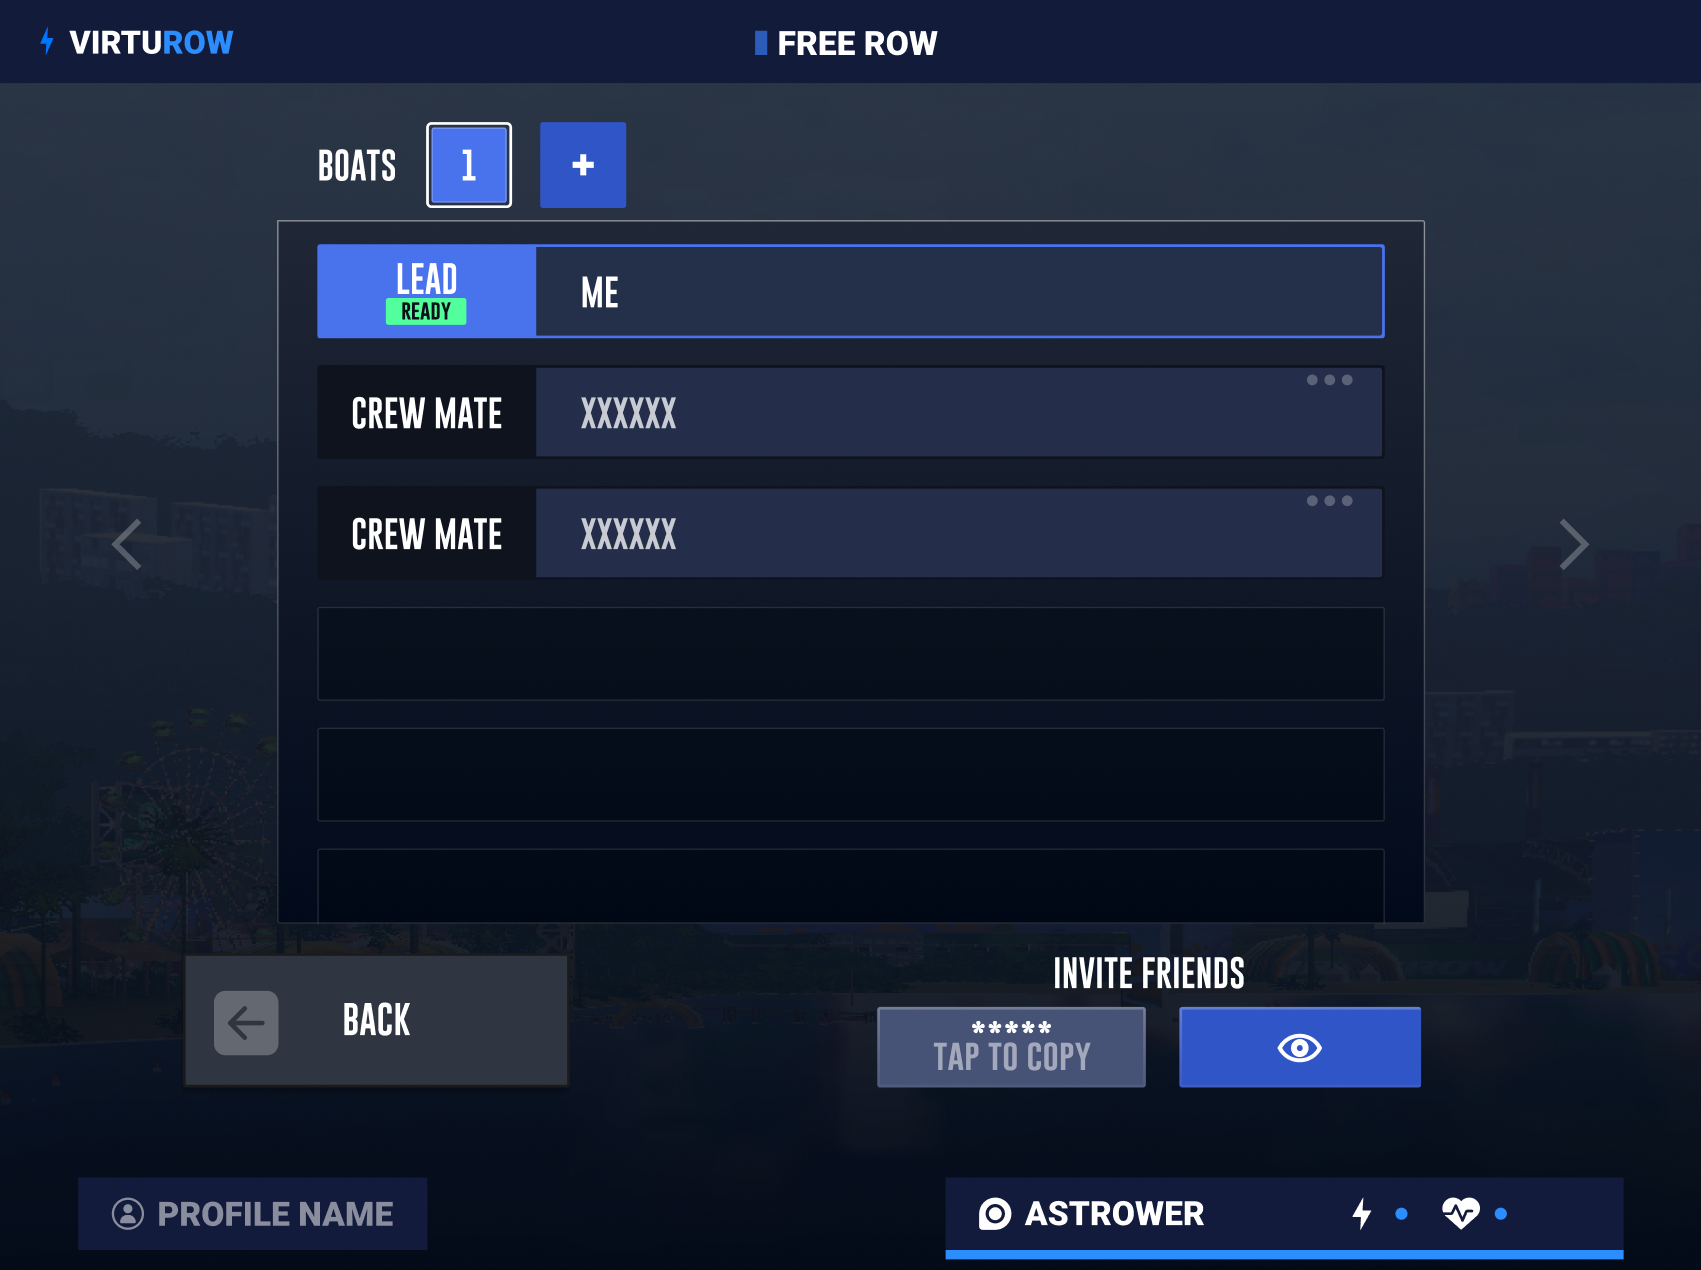 VIRTUROW
FREE ROW
BOATS
1
+
LEAD
READY
ME
CREW MATE
XXXXXX
CREW MATE
XXXXXX
BACK
INVITE FRIENDS
*****
TAP TO COPY
PROFILE NAME
ASTROWER